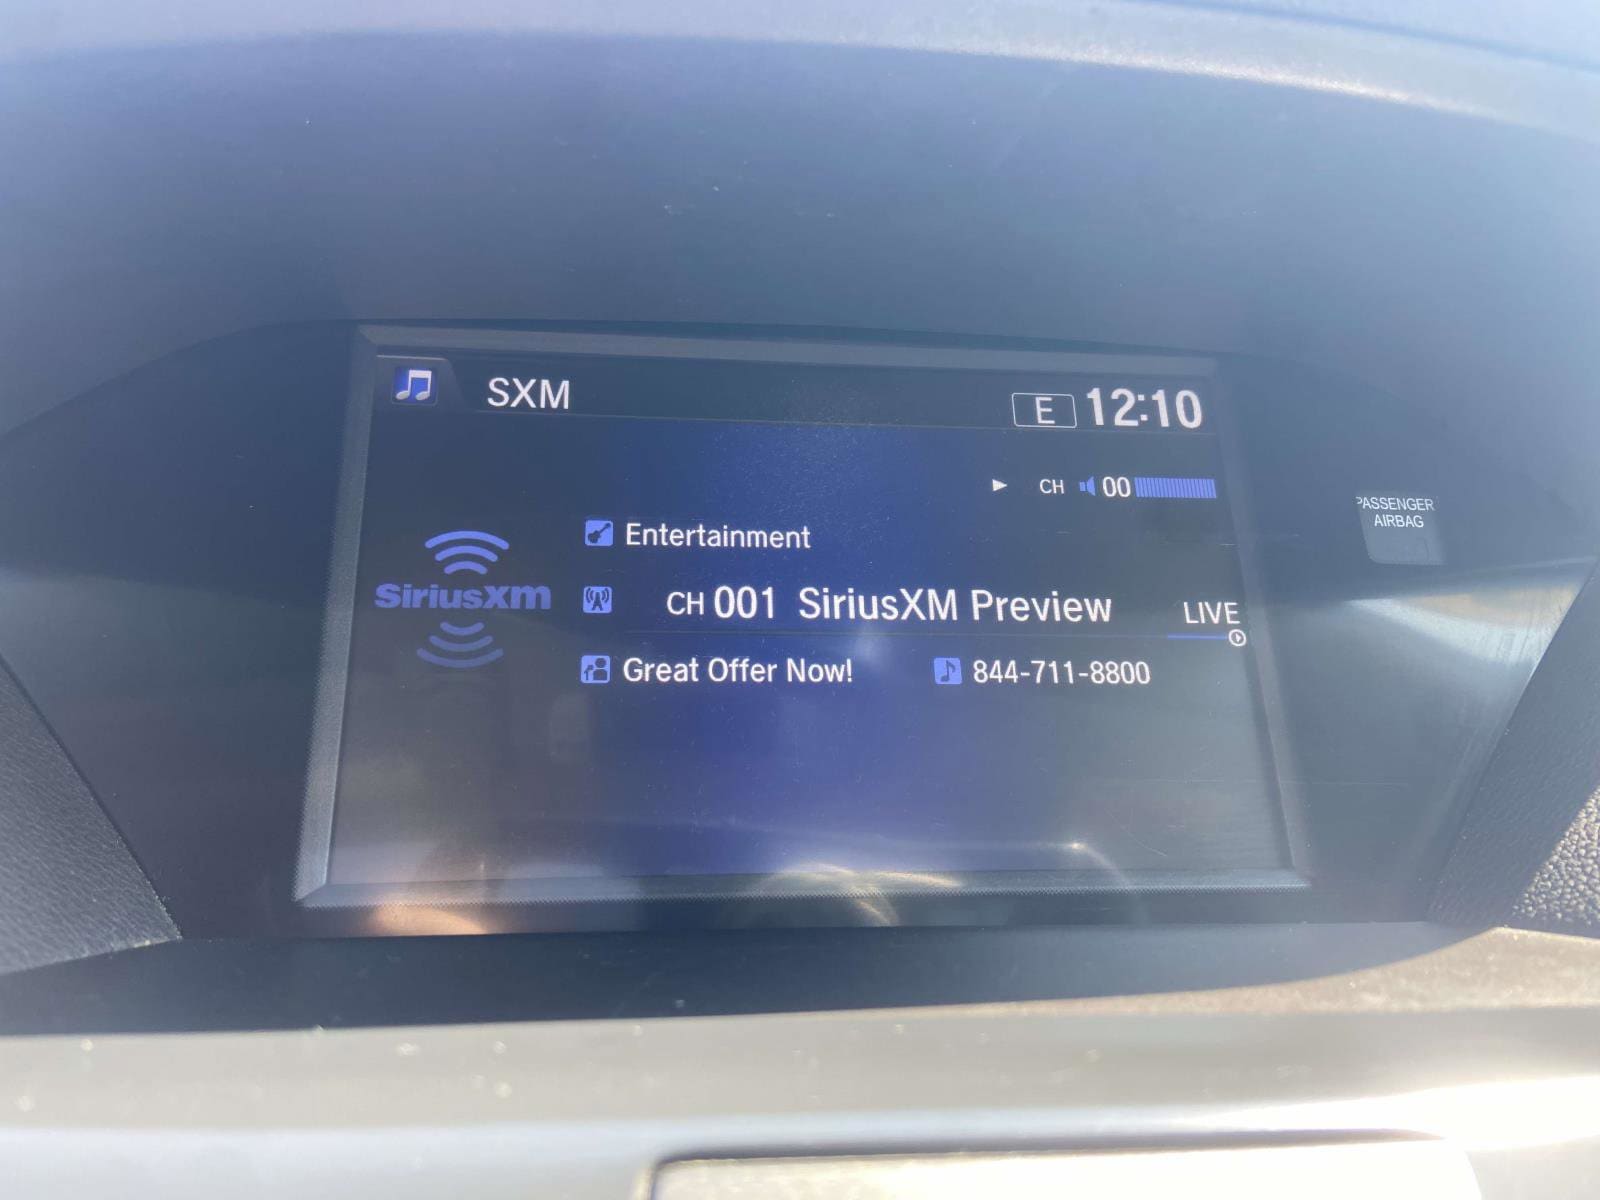 SXM
E 12:10
CH 00
PASSENGER
AIRBAG
Entertainment
SiriusXM
CH 001 SiriusXM Preview LIVE
Great Offer Now! 844-711-8800